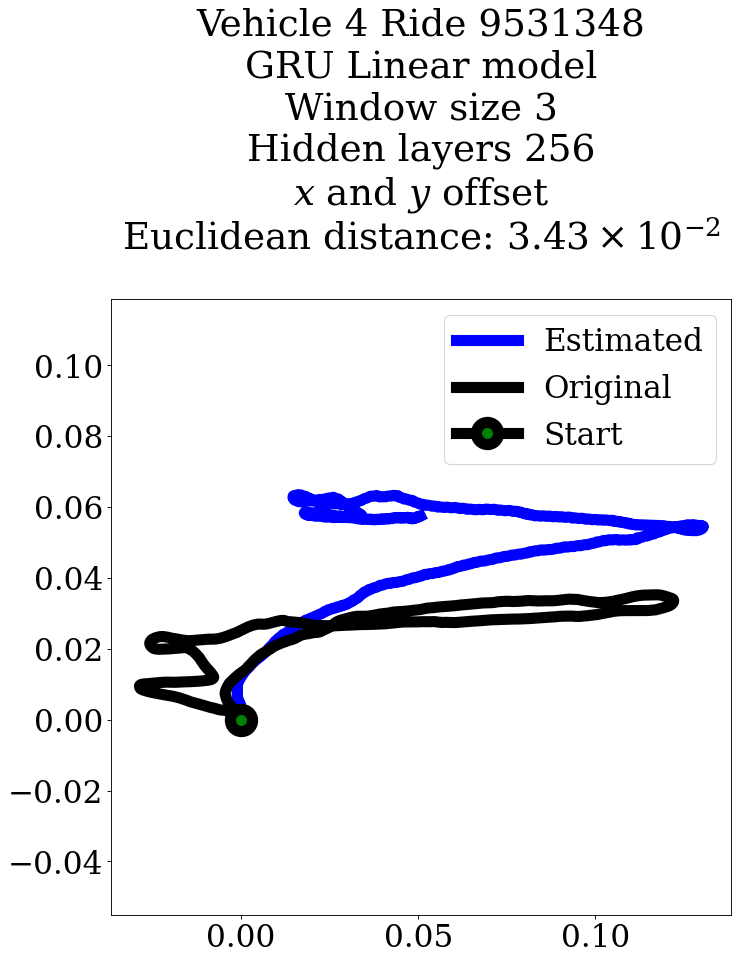 Vehicle 4 Ride 9531348
GRU Linear model
Window size 3
Hidden layers 256
x and y offset
Euclidean distance: 3.43 × 10⁻²
Estimated
Original
Start
0.10
0.08
0.06
0.04
0.02
0.00
−0.02
−0.04
0.00 0.05 0.10